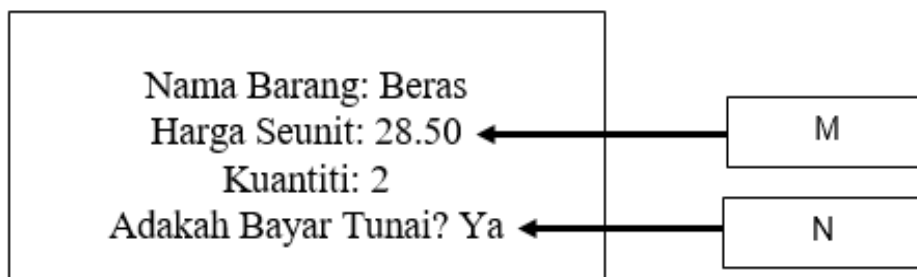 Nama Barang: Beras
Harga Seunit: 28.50
M
Kuantiti: 2
Adakah Bayar Tunai? Ya
N